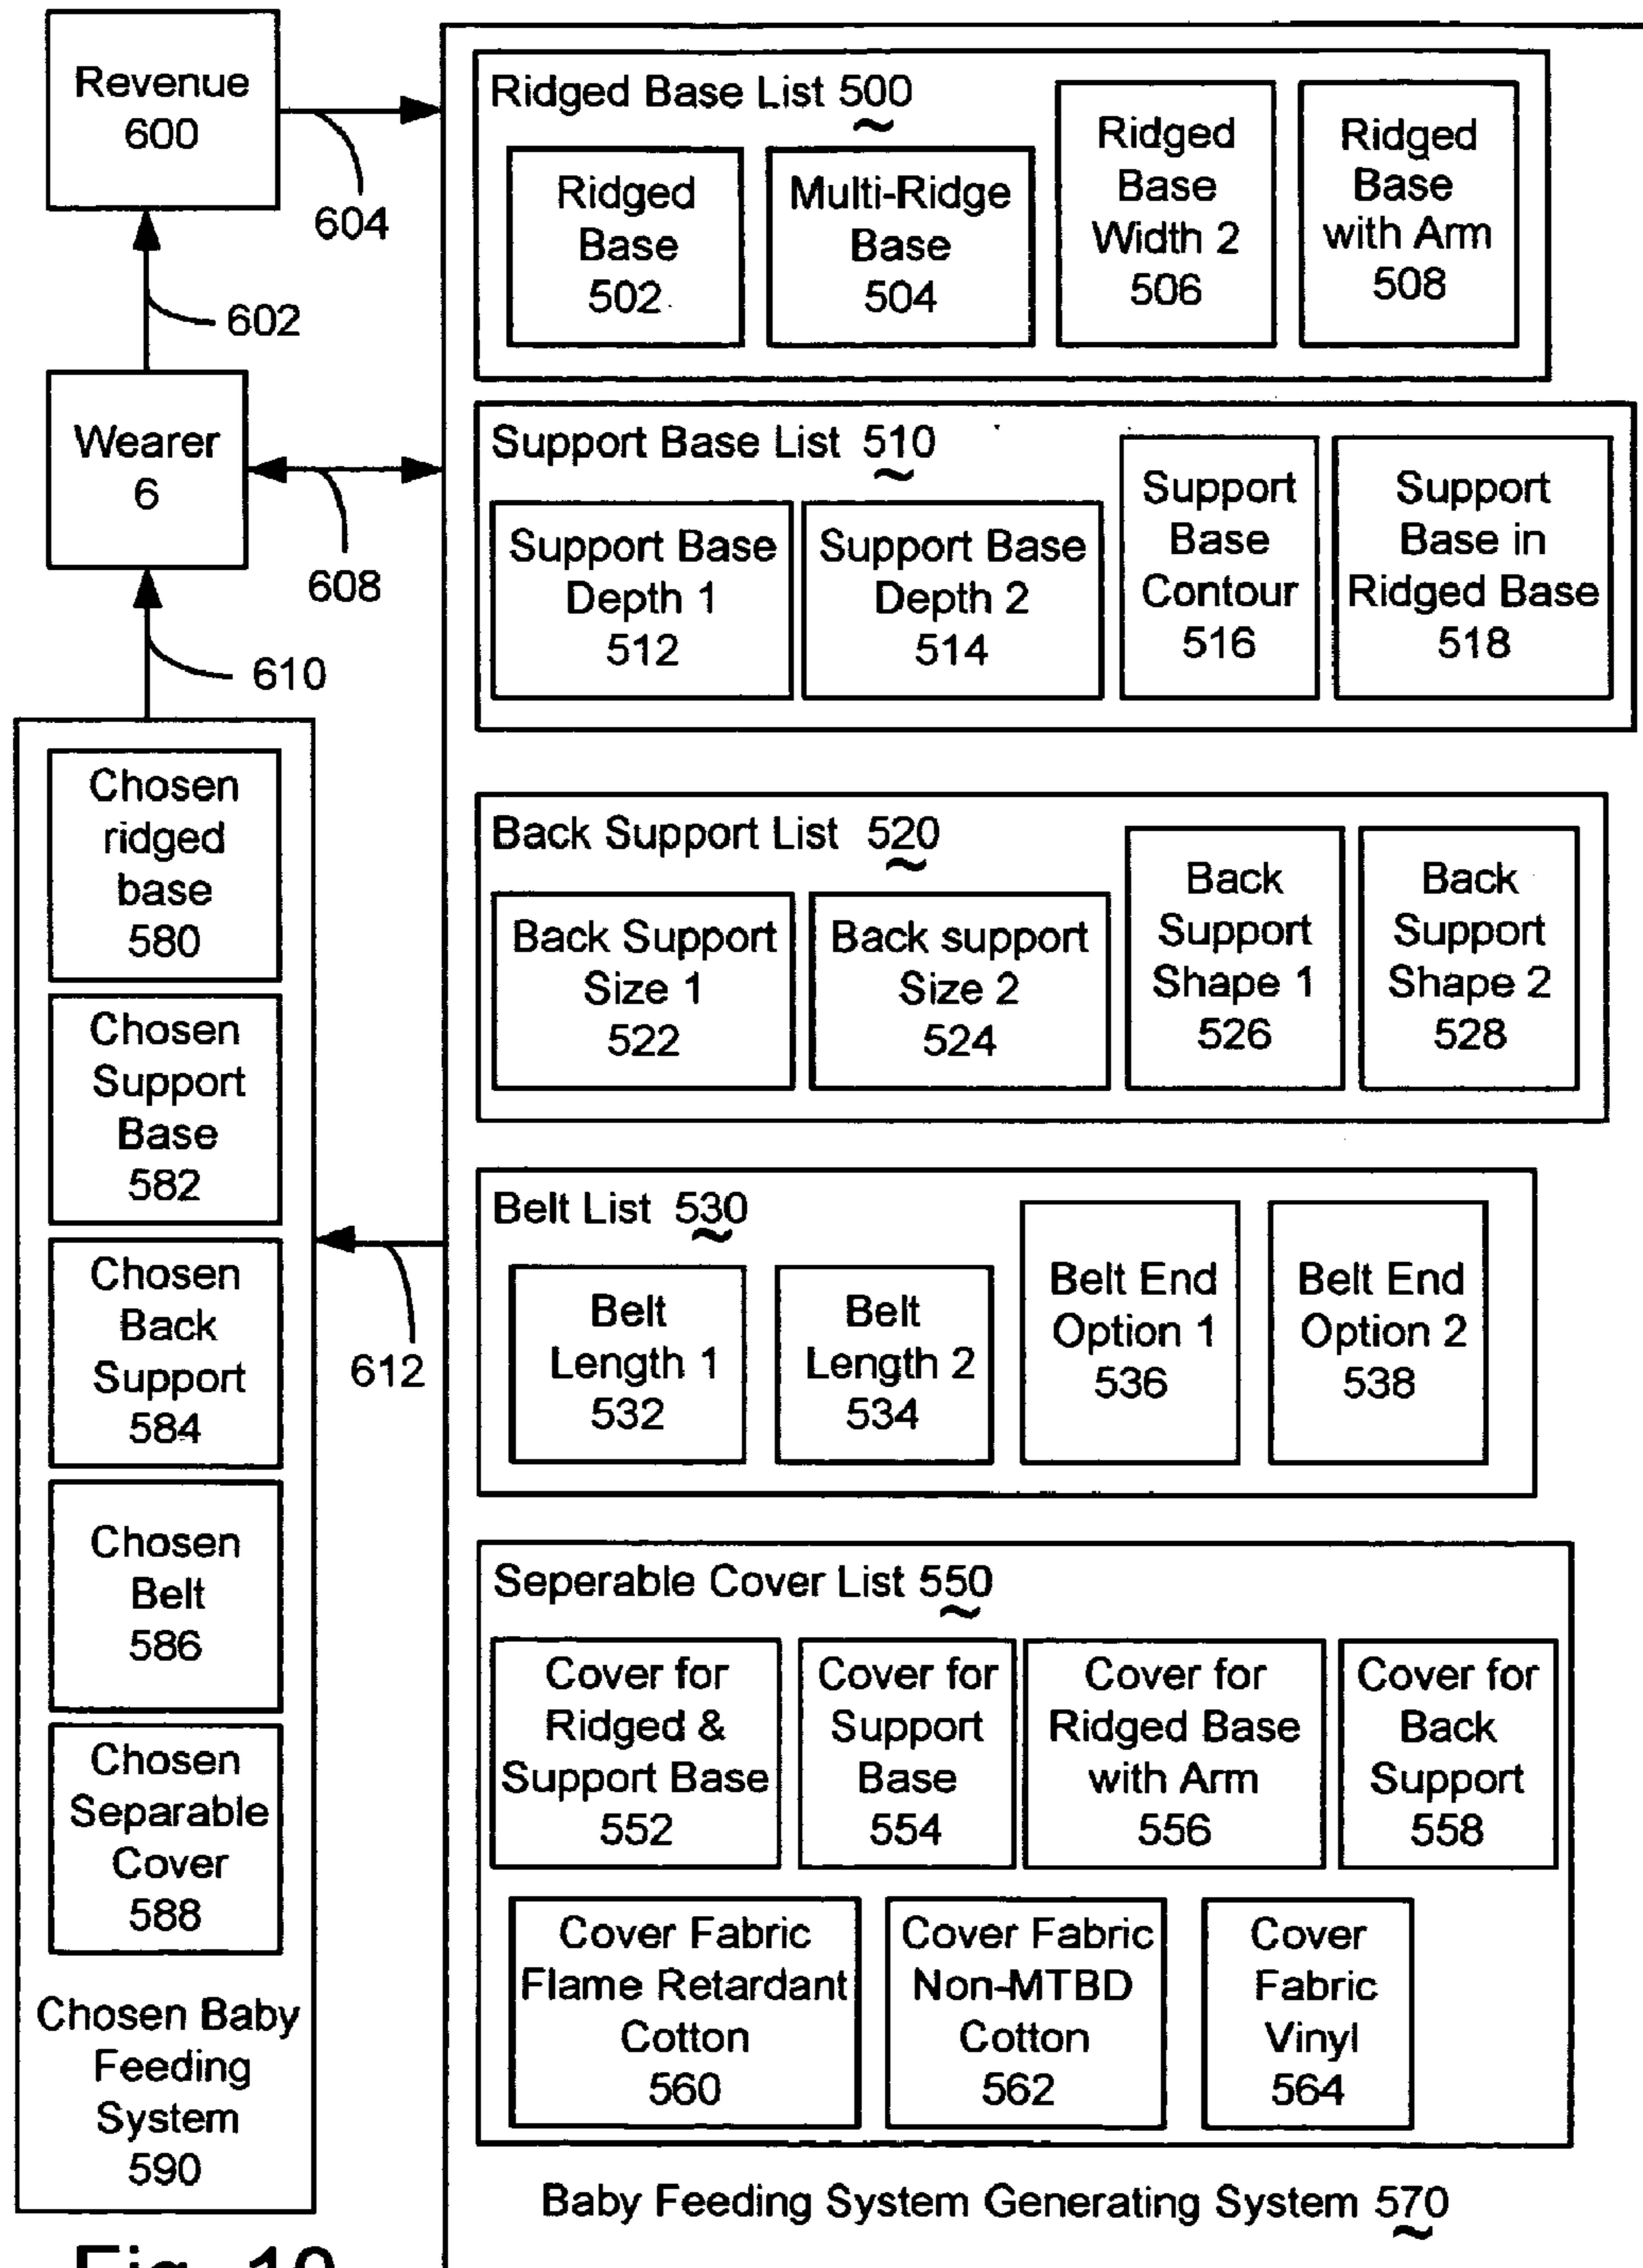 Revenue
600
604
602
Wearer
6
608
610
Chosen
ridged
base
580
Chosen
Support
Base
582
Chosen
Back
Support
584
Chosen
Belt
586
Chosen
Separable
Cover
588
Chosen Baby
Feeding
System
590
612
Ridged Base List 500
Ridged
Base
502
Multi-Ridge
Base
504
Ridged
Base
Width 2
506
Ridged
Base
with Arm
508
Support Base List 510
Support Base
Depth 1
512
Support Base
Depth 2
514
Support
Base
Contour
516
Support
Base in
Ridged Base
518
Back Support List 520
Back Support
Size 1
522
Back support
Size 2
524
Back
Support
Shape 1
526
Back
Support
Shape 2
528
Belt List 530
Belt
Length 1
532
Belt
Length 2
534
Belt End
Option 1
536
Belt End
Option 2
538
Seperable Cover List 550
Cover for
Ridged &
Support Base
552
Cover for
Support
Base
554
Cover for
Ridged Base
with Arm
556
Cover for
Back
Support
558
Cover Fabric
Flame Retardant
Cotton
560
Cover Fabric
Non-MTBD
Cotton
562
Cover
Fabric
Vinyl
564
Baby Feeding System Generating System 570